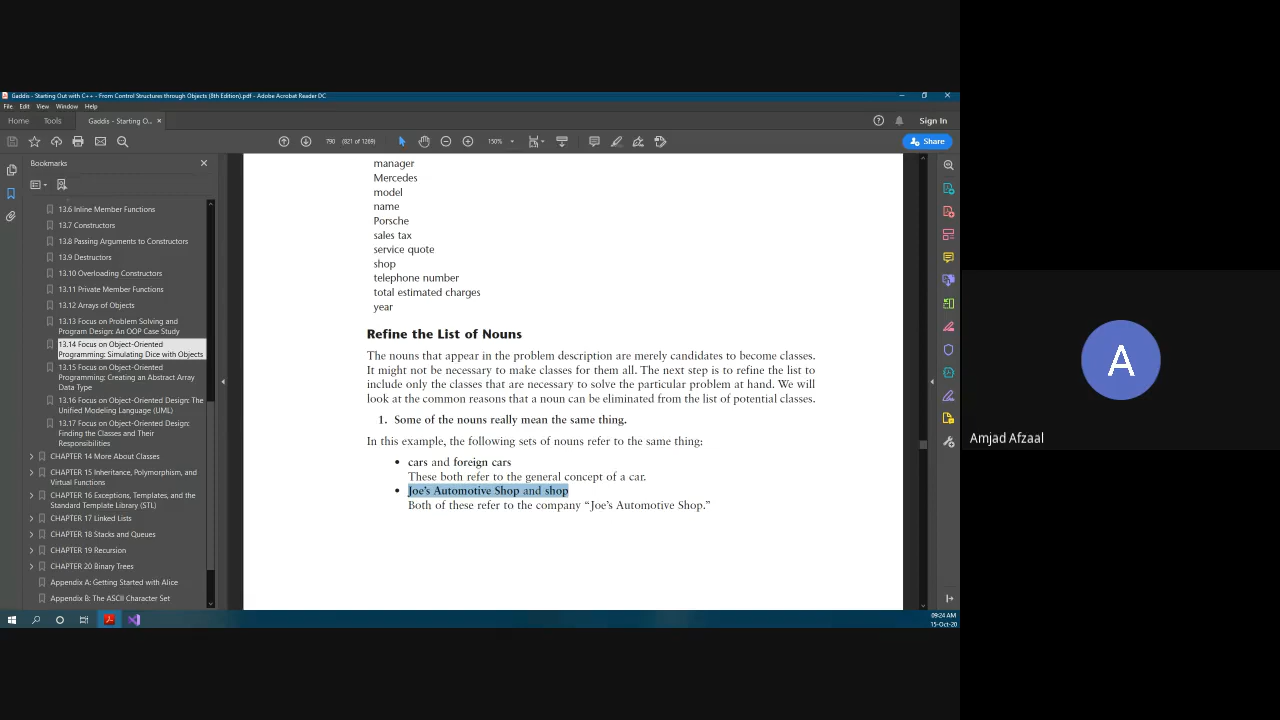 Gaddis - Starting Out with C++ - From Control Structures through Objects (8th Edition).pdf - Adobe Acrobat Reader DC
File Edit View Window Help
Home Tools Gaddis - Starting O... × Sign In
790 (821 of 1269) 150% Share
Bookmarks
13.6 Inline Member Functions
13.7 Constructors
13.8 Passing Arguments to Constructors
13.9 Destructors
13.10 Overloading Constructors
13.11 Private Member Functions
13.12 Arrays of Objects
13.13 Focus on Problem Solving and
Program Design: An OOP Case Study
13.14 Focus on Object-Oriented
Programming: Simulating Dice with Objects
13.15 Focus on Object-Oriented
Programming: Creating an Abstract Array
Data Type
13.16 Focus on Object-Oriented Design: The
Unified Modeling Language (UML)
13.17 Focus on Object-Oriented Design:
Finding the Classes and Their
Responsibilities
CHAPTER 14 More About Classes
CHAPTER 15 Inheritance, Polymorphism, and
Virtual Functions
CHAPTER 16 Exceptions, Templates, and the
Standard Template Library (STL)
CHAPTER 17 Linked Lists
CHAPTER 18 Stacks and Queues
CHAPTER 19 Recursion
CHAPTER 20 Binary Trees
Appendix A: Getting Started with Alice
Appendix B: The ASCII Character Set
manager
Mercedes
model
name
Porsche
sales tax
service quote
shop
telephone number
total estimated charges
year
Refine the List of Nouns
The nouns that appear in the problem description are merely candidates to become classes.
It might not be necessary to make classes for them all. The next step is to refine the list to
include only the classes that are necessary to solve the particular problem at hand. We will
look at the common reasons that a noun can be eliminated from the list of potential classes.
1. Some of the nouns really mean the same thing.
In this example, the following sets of nouns refer to the same thing:
• cars and foreign cars
These both refer to the general concept of a car.
• Joe's Automotive Shop and shop
Both of these refer to the company “Joe's Automotive Shop.”
09:24 AM
15-Oct-20
A
Amjad Afzaal